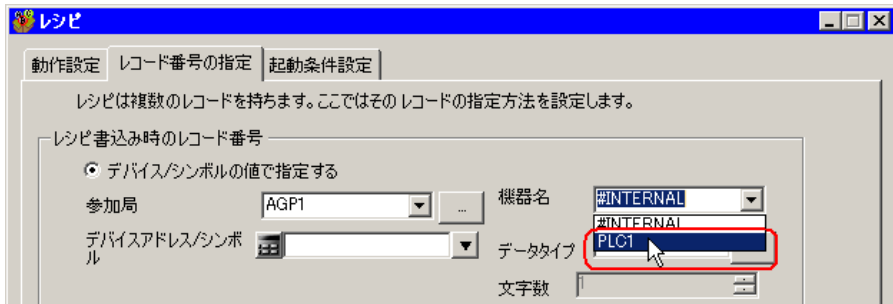 レシピ
動作設定 レコード番号の指定 起動条件設定
レシピは複数のレコードを持ちます。ここではそのレコードの指定方法を設定します。
レシピ書込み時のレコード番号
デバイス/シンボルの値で指定する
参加局 AGP1 ... 機器名 #INTERNAL
#INTERNAL
デバイスアドレス/シンボル データタイプ PLC1
文字数 1